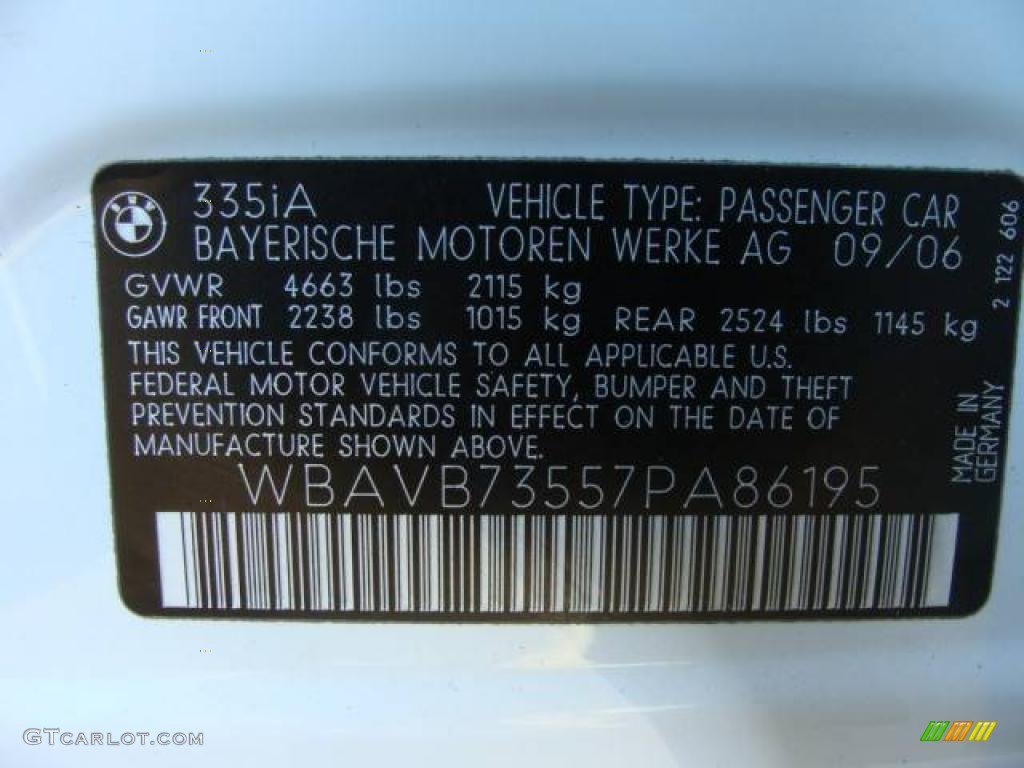 335iA VEHICLE TYPE: PASSENGER CAR
BAYERISCHE MOTOREN WERKE AG 09/06
GVWR 4663 lbs 2115 kg
GAWR FRONT 2238 lbs 1015 kg REAR 2524 lbs 1145 kg
THIS VEHICLE CONFORMS TO ALL APPLICABLE U.S.
FEDERAL MOTOR VEHICLE SAFETY, BUMPER AND THEFT
PREVENTION STANDARDS IN EFFECT ON THE DATE OF
MANUFACTURE SHOWN ABOVE.
WBAVB73557PA86195
2 122 606
MADE IN
GERMANY
GTCARLOT.COM